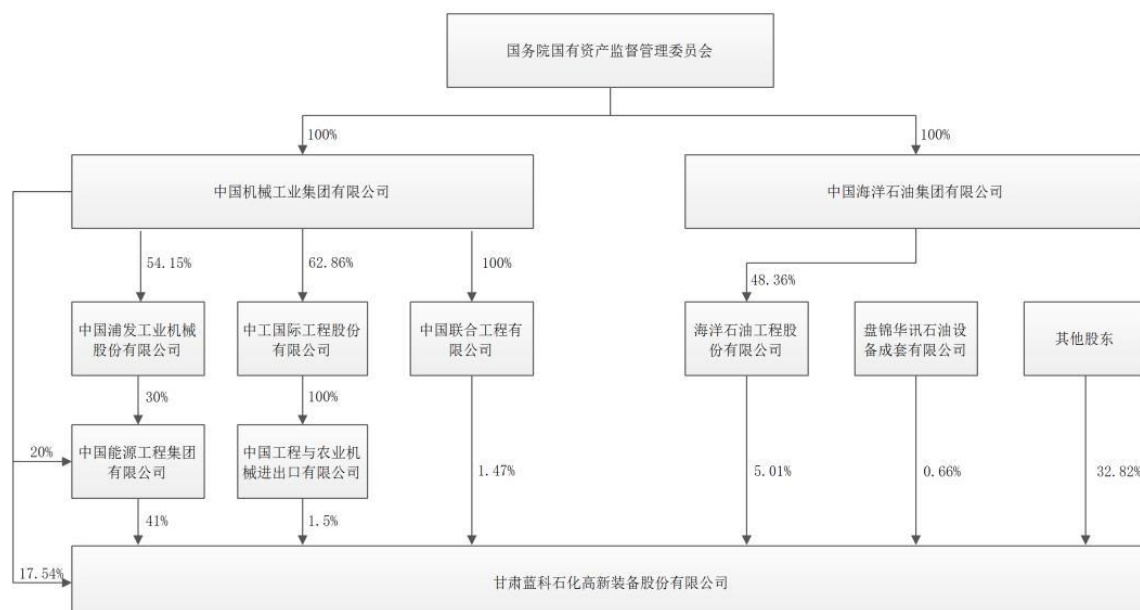 国务院国有资产监督管理委员会
100%
100%
中国机械工业集团有限公司
中国海洋石油集团有限公司
54.15%
62.86%
100%
48.36%
中国浦发工业机械
股份有限公司
中工国际工程股份
有限公司
中国联合工程有
限公司
海洋石油工程股
份有限公司
盘锦华讯石油设
备成套有限公司
其他股东
30%
100%
20%
中国能源工程集团
有限公司
中国工程与农业机
械进出口有限公司
1.47%
5.01%
0.66%
32.82%
41%
1.5%
17.54%
甘肃蓝科石化高新装备股份有限公司